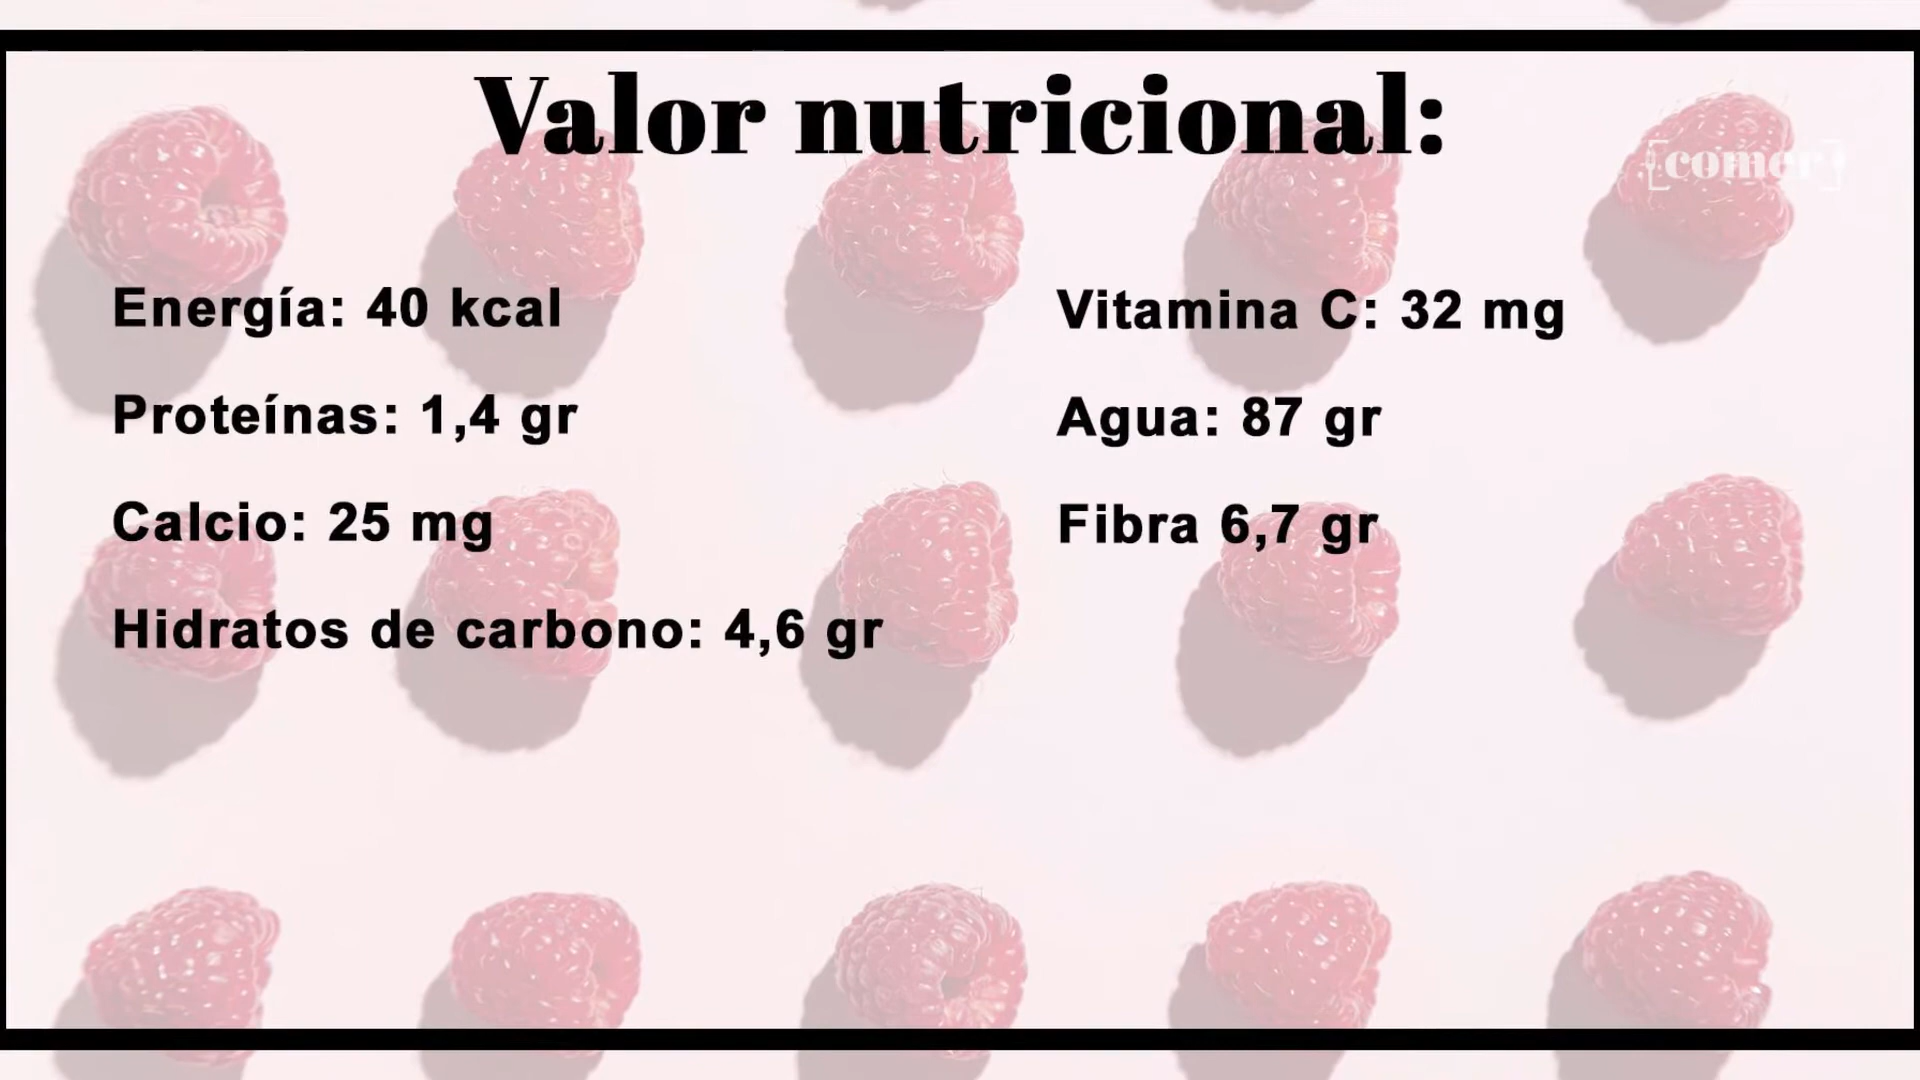 Valor nutricional:
[comer]
Energía: 40 kcal
Proteínas: 1,4 gr
Calcio: 25 mg
Hidratos de carbono: 4,6 gr
Vitamina C: 32 mg
Agua: 87 gr
Fibra 6,7 gr